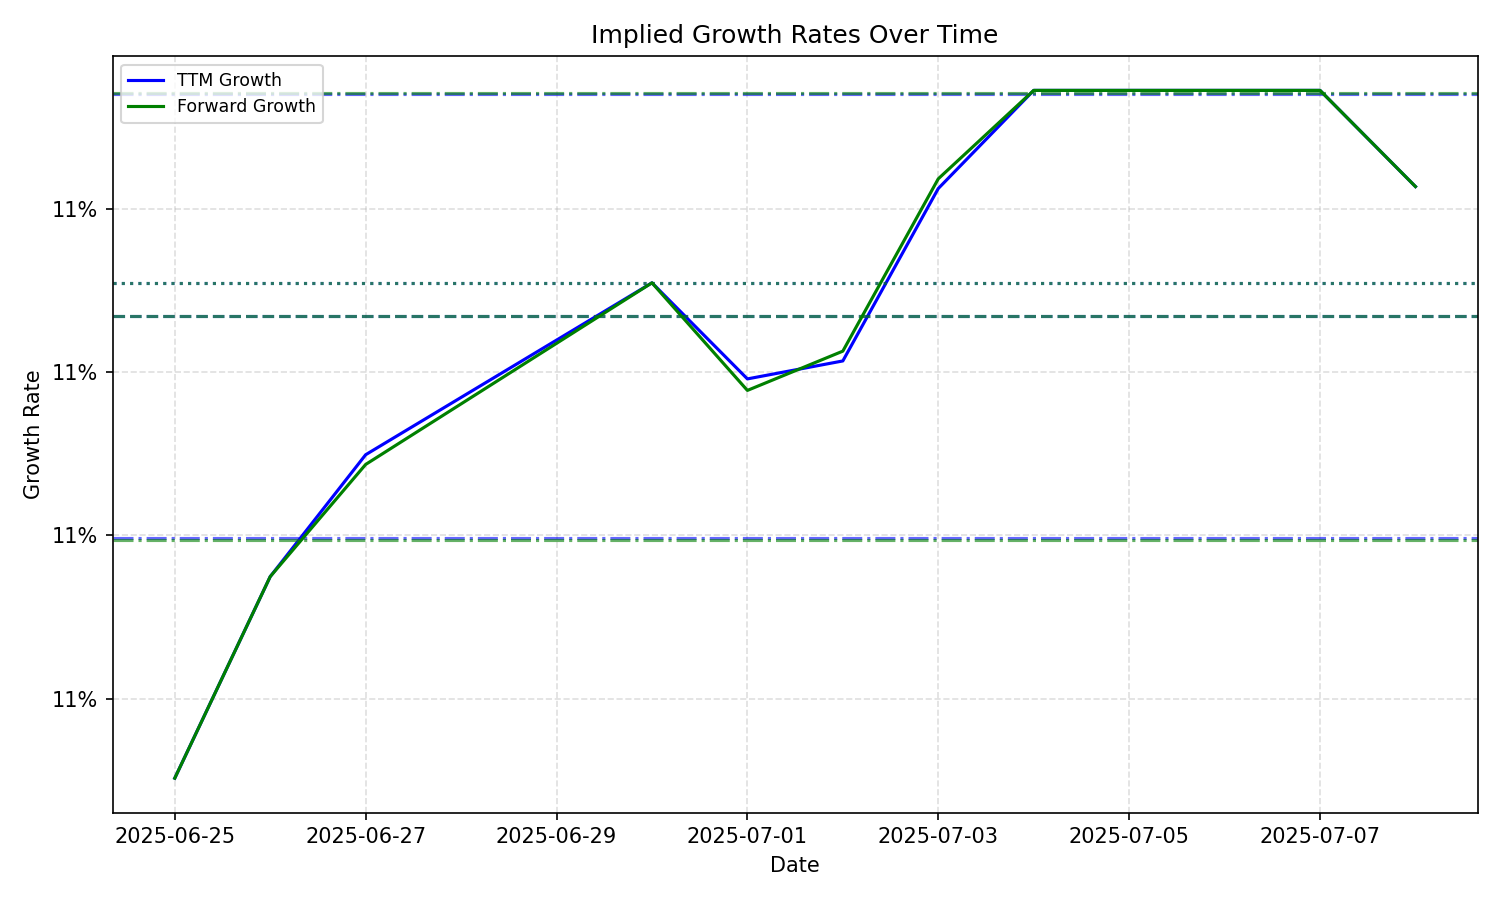 Implied Growth Rates Over Time
TTM Growth
Forward Growth
11%
11%
11%
11%
Growth Rate
2025-06-25 2025-06-27 2025-06-29 2025-07-01 2025-07-03 2025-07-05 2025-07-07
Date